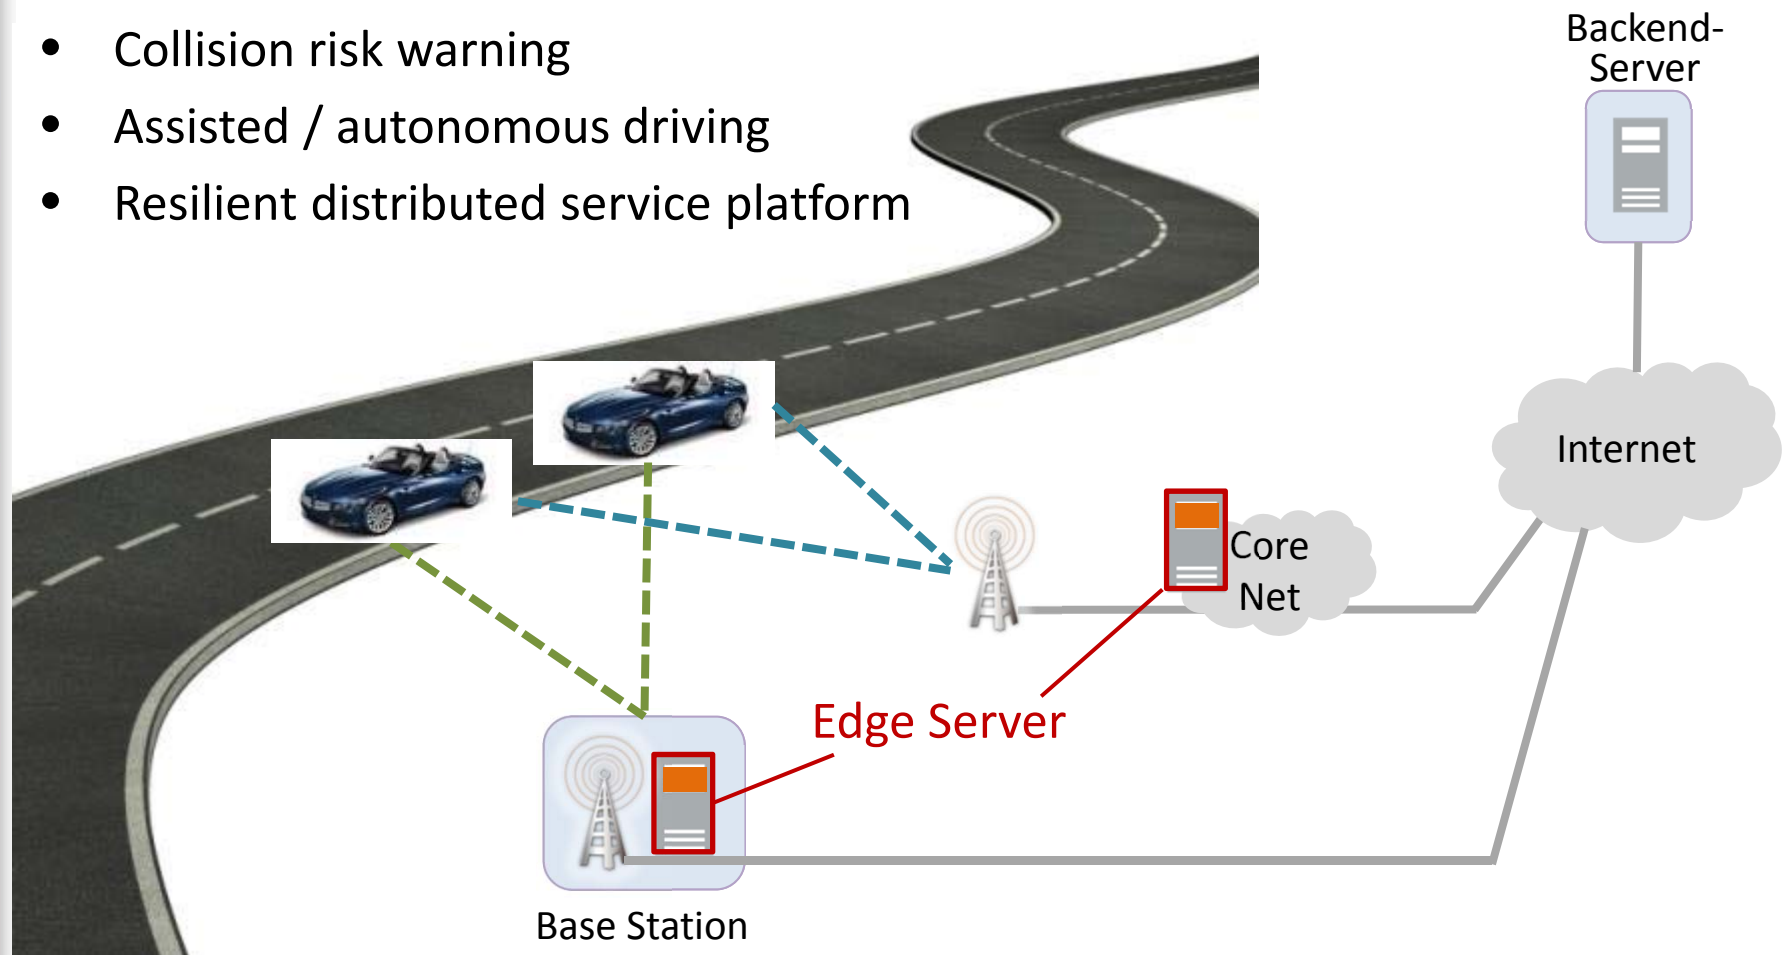 • Collision risk warning
• Assisted / autonomous driving
• Resilient distributed service platform
Backend-
Server
Internet
Core
Net
Edge Server
Base Station